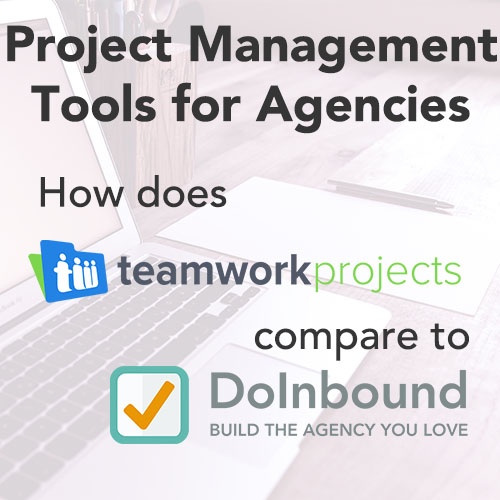 Project Management
Tools for Agencies
How does
teamworkprojects
compare to
DoInbound
BUILD THE AGENCY YOU LOVE